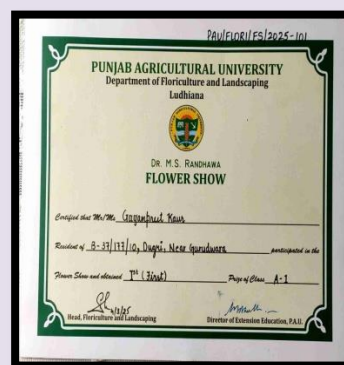 PAU/FLORI/FS/2025-101
PUNJAB AGRICULTURAL UNIVERSITY
Department of Floriculture and Landscaping
Ludhiana
DR. M.S. RANDHAWA
FLOWER SHOW
Certified that Mr/Ms Gaganpreet Kaur
Resident of B-37/177/10, Dugri, Near Gurudwara participated in the
Flower Show and obtained Ist (First) Prize of Class A-1
Head, Floriculture and Landscaping
Director of Extension Education, P.A.U.